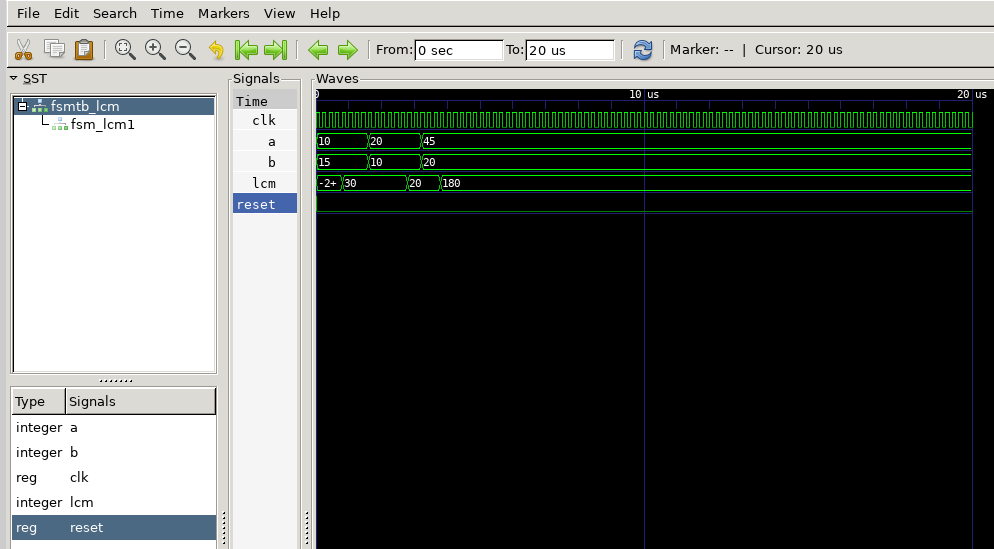 File Edit Search Time Markers View Help
From: 0 sec To: 20 us Marker: -- | Cursor: 20 us
SST
fsmtb_lcm
fsm_lcm1
Type Signals
integer a
integer b
reg clk
integer lcm
reg reset
Signals
Time
clk
a
b
lcm
reset
Waves
0 10 us 20 us
10 20 45
15 10 20
-2+ 30 20 180